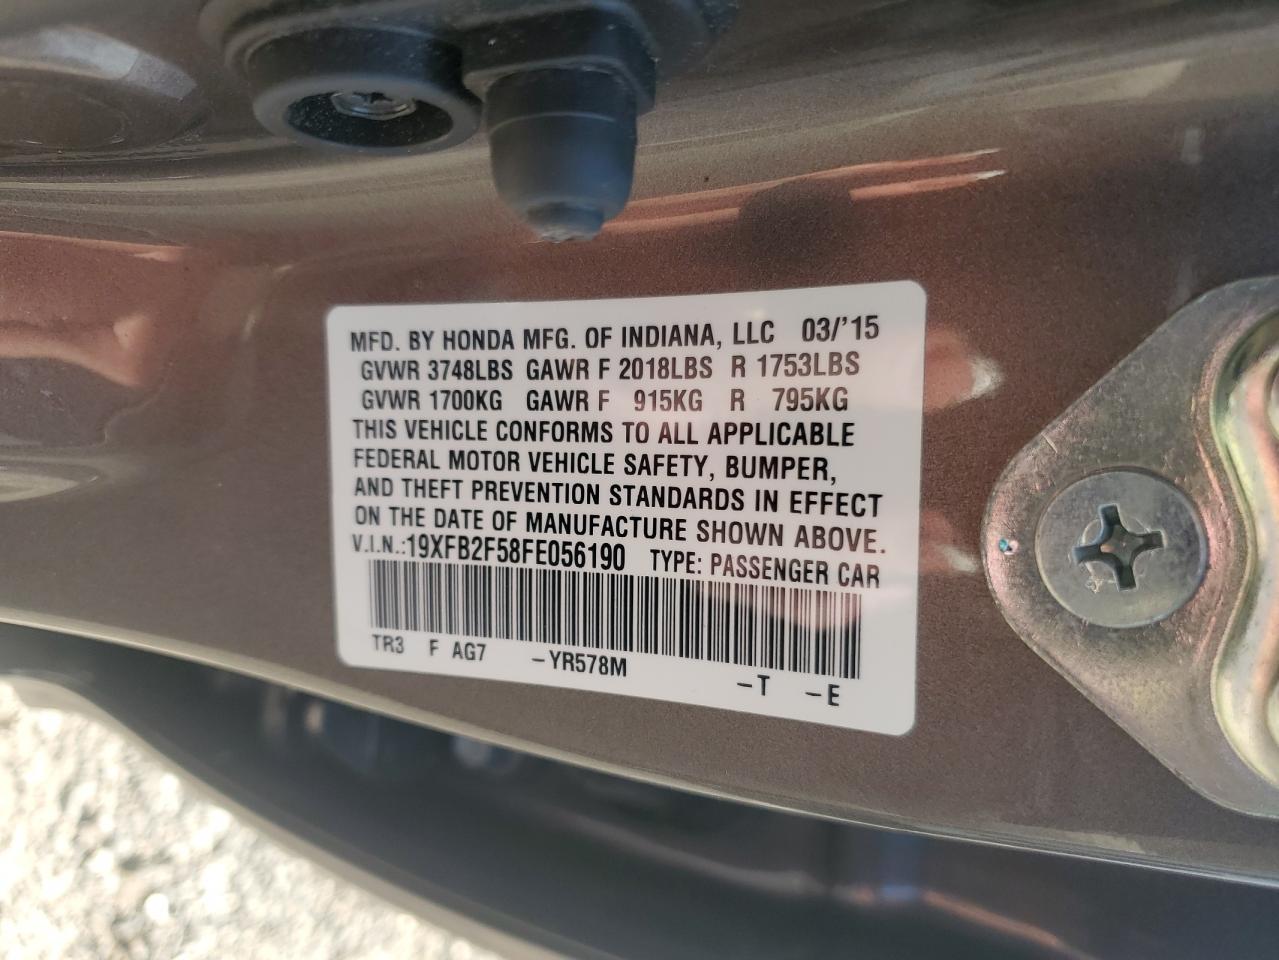 MFD. BY HONDA MFG. OF INDIANA, LLC 03/'15
GVWR 3748LBS GAWR F 2018LBS R 1753LBS
GVWR 1700KG GAWR F 915KG R 795KG
THIS VEHICLE CONFORMS TO ALL APPLICABLE
FEDERAL MOTOR VEHICLE SAFETY, BUMPER,
AND THEFT PREVENTION STANDARDS IN EFFECT
ON THE DATE OF MANUFACTURE SHOWN ABOVE.
V.I.N.:19XFB2F58FE056190 TYPE: PASSENGER CAR
TR3 F AG7 -YR578M -T -E